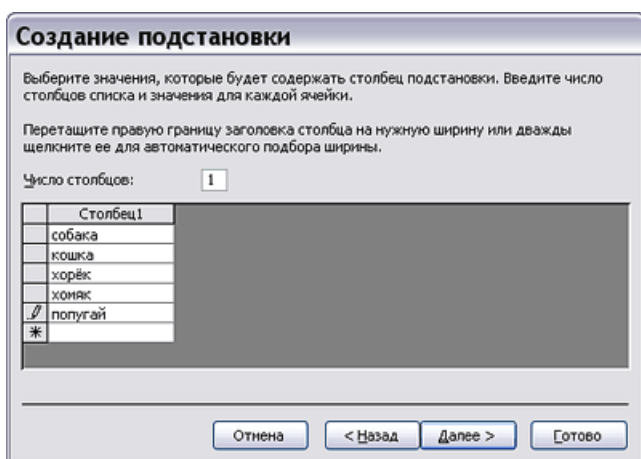 Создание подстановки
Выберите значения, которые будет содержать столбец подстановки. Введите число
столбцов списка и значения для каждой ячейки.
Перетащите правую границу заголовка столбца на нужную ширину или дважды
щелкните ее для автоматического подбора ширины.
Число столбцов: 1
Столбец1
собака
кошка
хорёк
хомяк
попугай
Отмена < Назад Далее > Готово